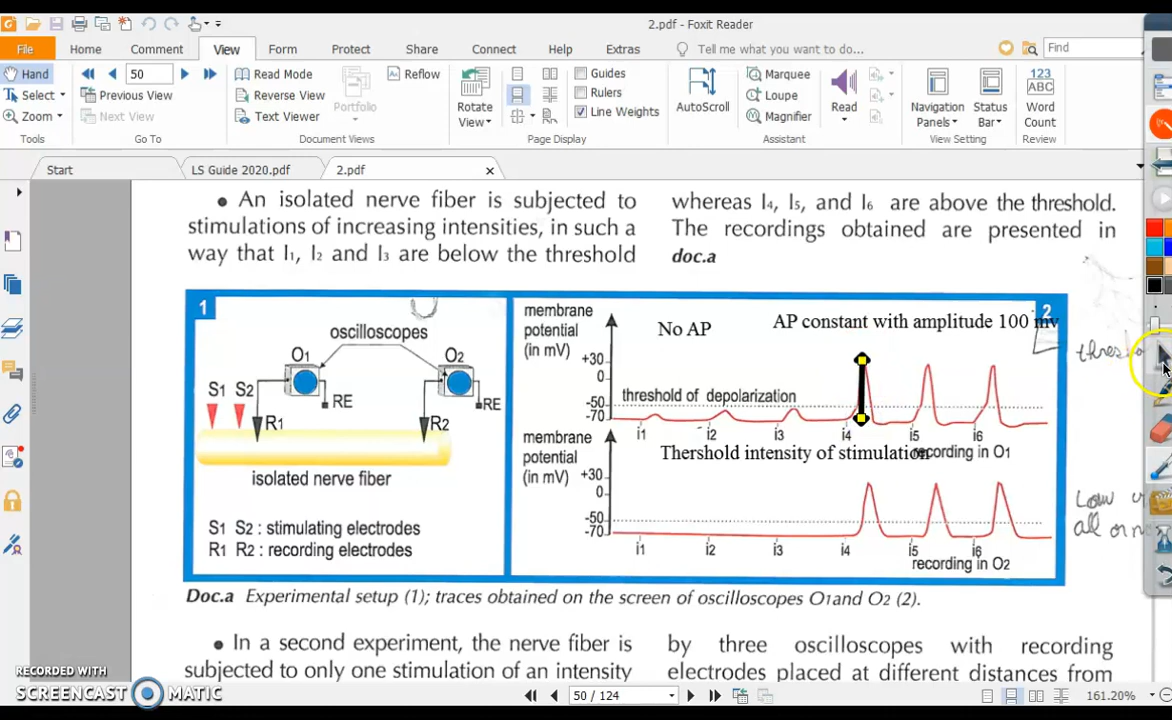 2.pdf - Foxit Reader
File Home Comment View Form Protect Share Connect Help Extras Tell me what you want to do... Find
Hand 50 Read Mode Reflow Guides Marquee 123
Select Previous View Reverse View Rulers Loupe ABC
Zoom Next View Text Viewer Portfolio Rotate View Line Weights AutoScroll Magnifier Read Navigation Panels Status Bar Word Count
Tools Go To Document Views Page Display Assistant View Setting Review
Start LS Guide 2020.pdf 2.pdf
• An isolated nerve fiber is subjected to
stimulations of increasing intensities, in such a
way that I1, I2 and I3 are below the threshold
whereas I4, I5, and I6 are above the threshold.
The recordings obtained are presented in
doc.a
1
oscilloscopes
O1 O2
S1 S2 RE RE
R1 R2
isolated nerve fiber
S1 S2 : stimulating electrodes
R1 R2 : recording electrodes
2
membrane
potential
(in mV)
No AP
AP constant with amplitude 100 mv
+30
0
threshold of depolarization
-50
-70
i1 i2 i3 i4 i5 i6
membrane
potential
(in mV)
Thershold intensity of stimulation
recording in O1
+30
0
-50
-70
i1 i2 i3 i4 i5 i6
recording in O2
Low
all or
Doc.a Experimental setup (1); traces obtained on the screen of oscilloscopes O1and O2 (2).
• In a second experiment, the nerve fiber is
subjected to only one stimulation of an intensity
by three oscilloscopes with recording
electrodes placed at different distances from
RECORDED WITH
SCREENCAST MATIC
50 / 124
161.20%